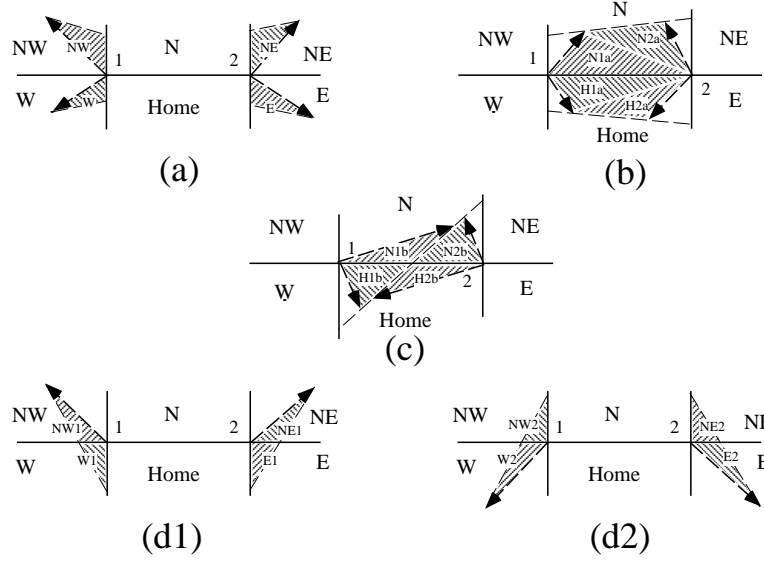 N
NW NW NE NE N NW N2a NE
1 2 1 N1a
W W Home E E W H1a H2a 2 E
Home
(a) (b)
N
NW NE
1 N1b N2b
W H1b H2b 2 E
Home
(c)
NW N NE NW N NE
NW1 1 2 NE1 NW2 1 2 NE2
W W1 Home E1 E W W2 Home E2 E
(d1) (d2)